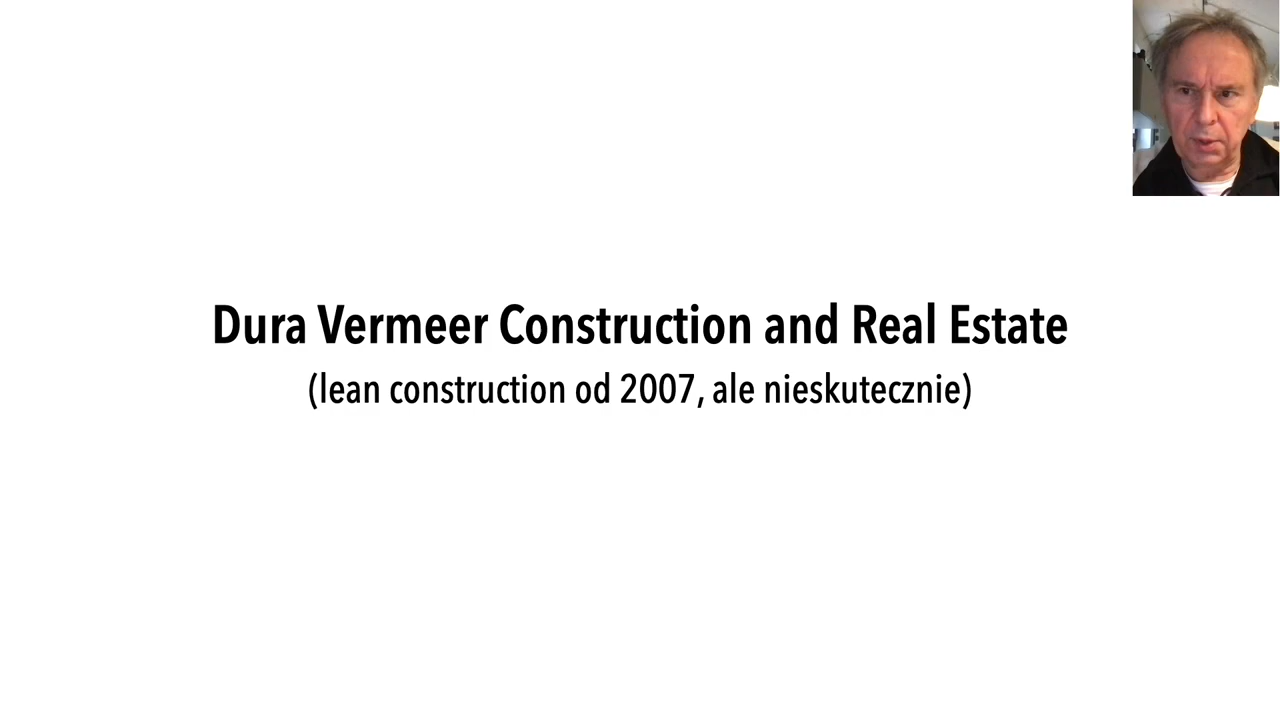 Dura Vermeer Construction and Real Estate
(lean construction od 2007, ale nieskutecznie)